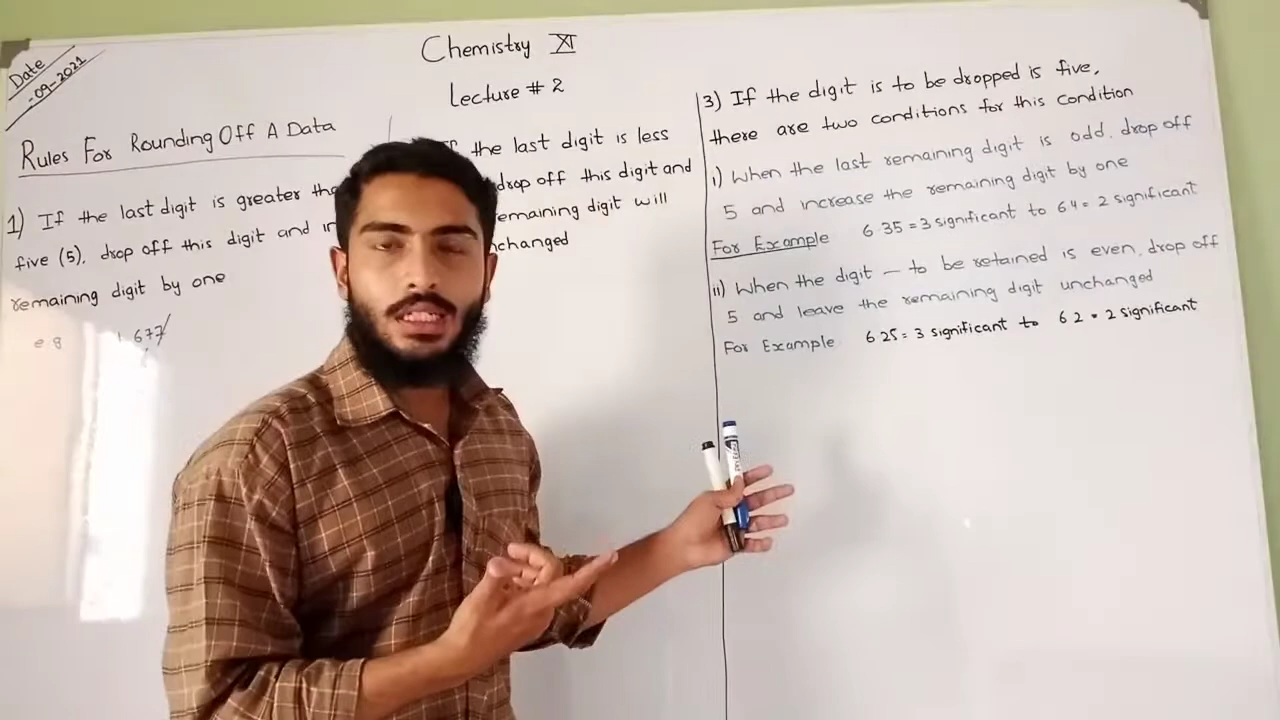 Date
-09-2021
Chemistry XI
Lecture # 2
Rules For Rounding Off A Data
1) If the last digit is greater
five (5), drop off this digit and
remaining digit by one
e g 677
the last digit is less
drop off this digit and
remaining digit will
unchanged
3) If the digit is to be dropped is five,
there are two conditions for this condition
i) When the last remaining digit is odd. drop off
5 and increase the remaining digit by one
For Example 6.35 = 3 significant to 6.4 = 2 significant
ii) When the digit — to be retained is even, drop off
5 and leave the remaining digit unchanged
For Example 6.25 = 3 significant to 6.2 = 2 significant